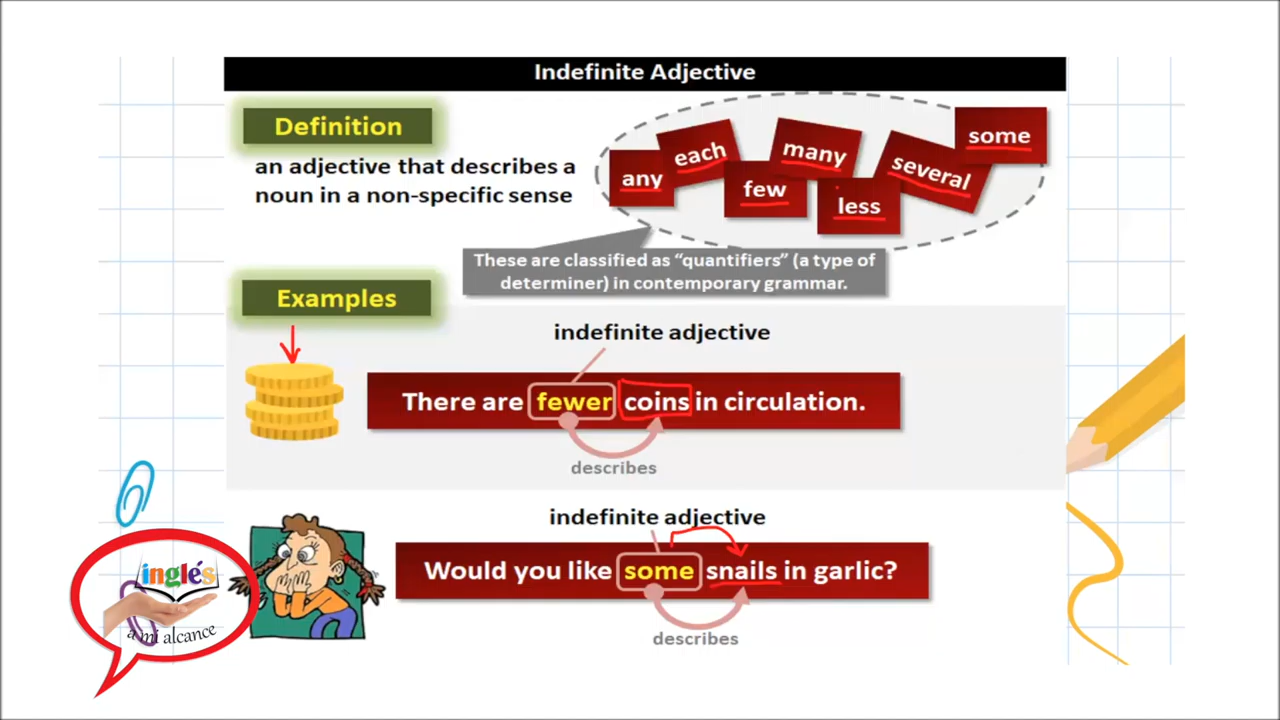 Indefinite Adjective
Definition
an adjective that describes a
noun in a non-specific sense
any
each
few
many
less
several
some
These are classified as “quantifiers” (a type of
determiner) in contemporary grammar.
Examples
indefinite adjective
There are fewer coins in circulation.
describes
indefinite adjective
Would you like some snails in garlic?
describes
inglés
a mi alcance